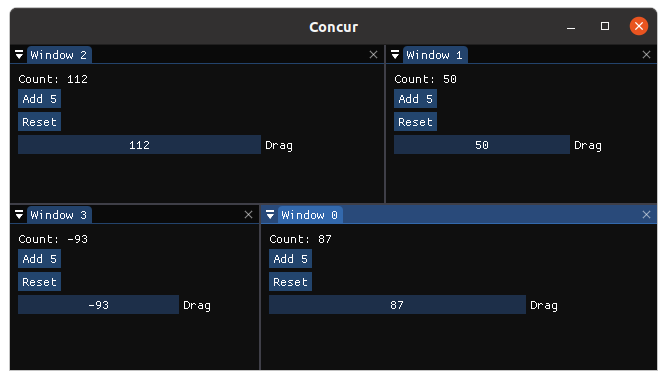 Concur
Window 2
Count: 112
Add 5
Reset
112 Drag
Window 1
Count: 50
Add 5
Reset
50 Drag
Window 3
Count: -93
Add 5
Reset
-93 Drag
Window 0
Count: 87
Add 5
Reset
87 Drag